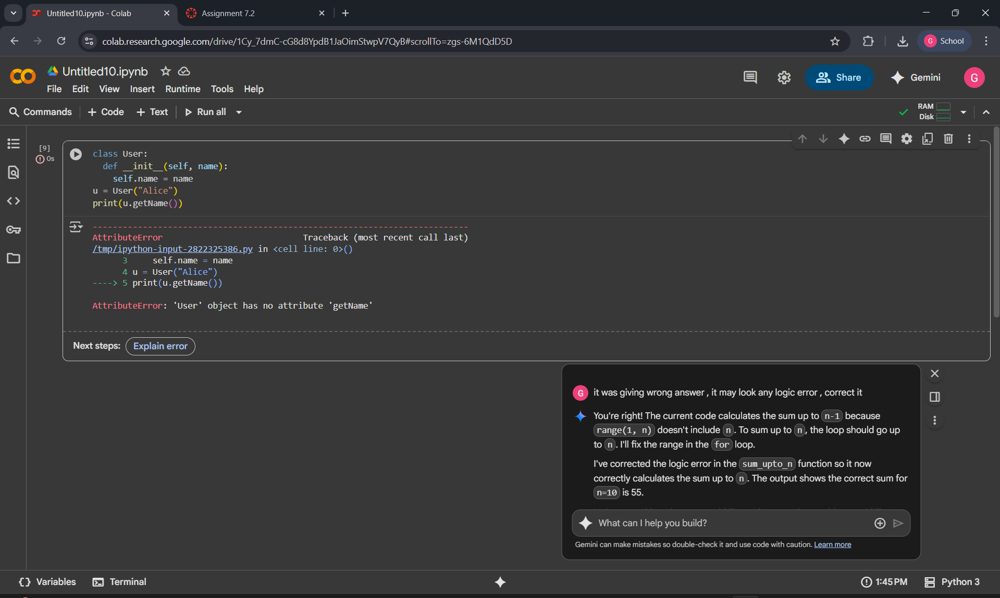 Untitled10.ipynb - Colab
Assignment 7.2
colab.research.google.com/drive/1Cy_7dmC-cG8d8YpdB1JaOimStwpV7QyB#scrollTo=zgs-6M1QdD5D
G School
Untitled10.ipynb
File Edit View Insert Runtime Tools Help
Share
Gemini
G
Commands + Code + Text Run all
RAM
Disk
[9]
0s
class User:
  def __init__(self, name):
    self.name = name
u = User("Alice")
print(u.getName())
---------------------------------------------------------------------------
AttributeError                            Traceback (most recent call last)
/tmp/ipython-input-2822325386.py in <cell line: 0>()
      3     self.name = name
      4 u = User("Alice")
----> 5 print(u.getName())
AttributeError: 'User' object has no attribute 'getName'
Next steps: Explain error
G it was giving wrong answer , it may look any logic error , correct it
You're right! The current code calculates the sum up to n-1 because
range(1, n) doesn't include n. To sum up to n, the loop should go up
to n. I'll fix the range in the for loop.
I've corrected the logic error in the sum_upto_n function so it now
correctly calculates the sum up to n. The output shows the correct sum for
n=10 is 55.
What can I help you build?
Gemini can make mistakes so double-check it and use code with caution. Learn more
Variables Terminal
1:45 PM Python 3